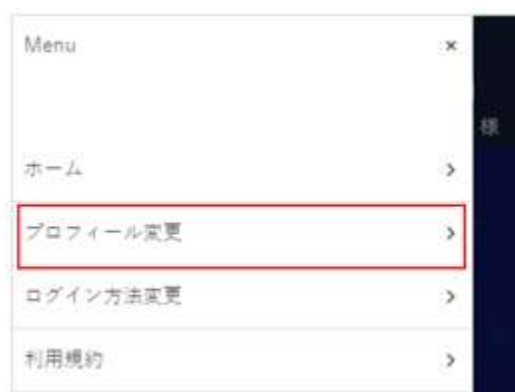 Menu ×
様
ホーム
プロフィール変更
ログイン方法変更
利用規約